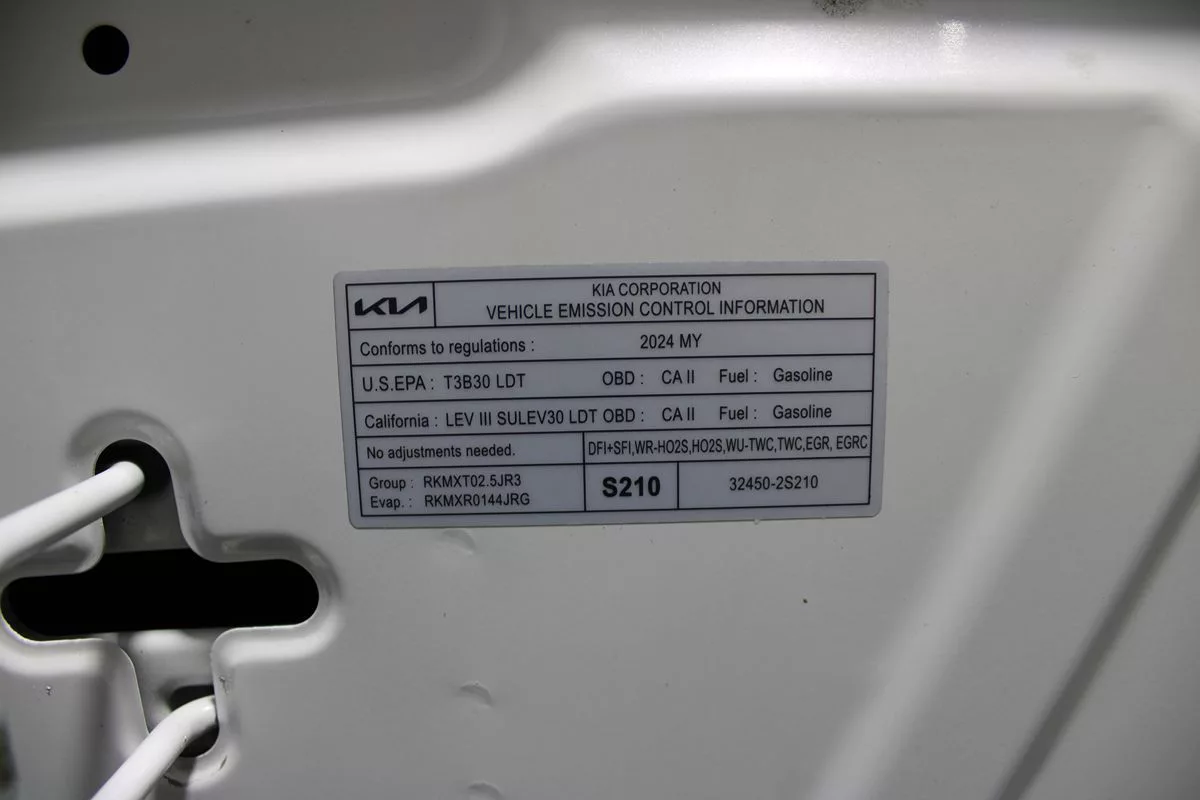 KIA KIA CORPORATION
VEHICLE EMISSION CONTROL INFORMATION
Conforms to regulations : 2024 MY
U.S.EPA : T3B30 LDT OBD : CA II Fuel : Gasoline
California : LEV III SULEV30 LDT OBD : CA II Fuel : Gasoline
No adjustments needed. DFI+SFI,WR-HO2S,HO2S,WU-TWC,TWC,EGR, EGRC
Group : RKMXT02.5JR3
Evap. : RKMXR0144JRG
S210 32450-2S210